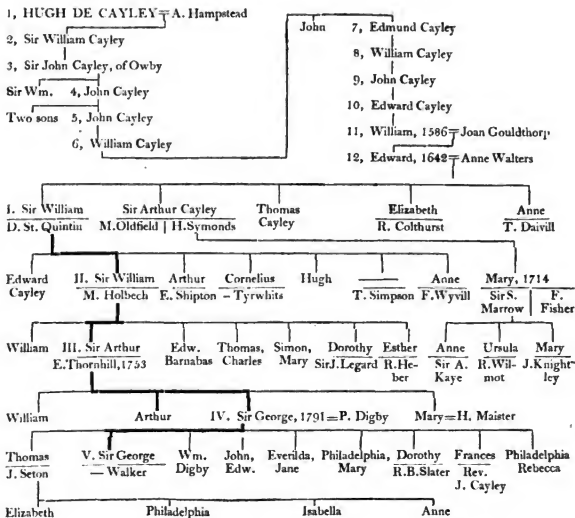 1, HUGH DE CAYLEY = A. Hampstead
2, Sir William Cayley
3, Sir John Cayley, of Owby
Sir Wm. 4, John Cayley
Two sons 5, John Cayley
6, William Cayley
John 7, Edmund Cayley
8, William Cayley
9, John Cayley
10, Edward Cayley
11, William, 1586 = Joan Gouldthorp
12, Edward, 1642 = Anne Walters
I. Sir William Sir Arthur Cayley Thomas Elizabeth Anne
D. St. Quintin M. Oldfield | H. Symonds Cayley R. Colthurst T. Daivill
Edward II. Sir William Arthur Cornelius Hugh —— Anne Mary, 1714
Cayley M. Holbech E. Shipton – Tyrwhits T. Simpson F. Wyvill Sir S. F.
Marrow Fisher
William III. Sir Arthur Edw. Thomas, Simon, Dorothy Esther Anne Ursula Mary
E. Thornhill, 1753 Barnabas Charles Mary Sir J. Legard R. He- Sir A. R. Wil- J. Knight-
ber Kaye mot ley
William Arthur IV. Sir George, 1791 = P. Digby Mary = H. Maister
Thomas V. Sir George Wm. John, Everilda, Philadelphia, Dorothy Frances Philadelphia
J. Seton — Walker Digby Edw. Jane Mary R. B. Slater Rev. Rebecca
J. Cayley
Elizabeth Philadelphia Isabella Anne